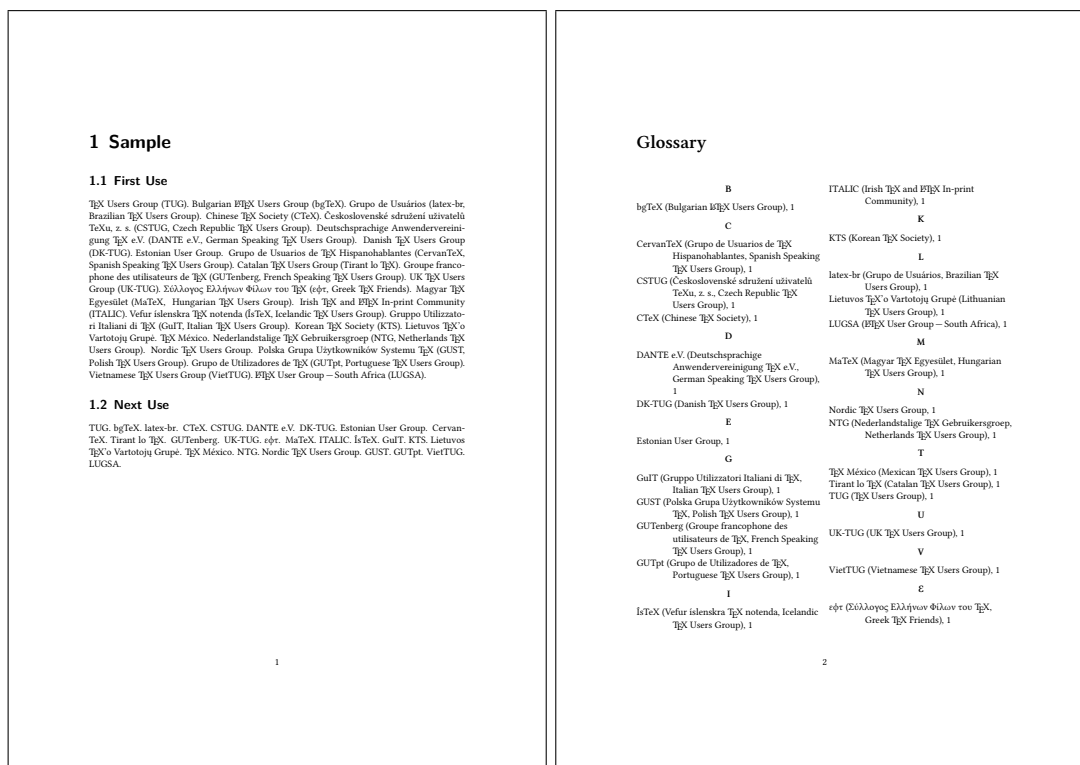 1 Sample
1.1 First Use
TEX Users Group (TUG). Bulgarian LATEX Users Group (bgTeX). Grupo de Usuários (latex-br,
Brazilian TEX Users Group). Chinese TEX Society (CTeX). Československé sdružení uživatelů
TeXu, z. s. (CSTUG, Czech Republic TEX Users Group). Deutschsprachige Anwendervereini-
gung TEX e.V. (DANTE e.V., German Speaking TEX Users Group). Danish TEX Users Group
(DK-TUG). Estonian User Group. Grupo de Usuarios de TEX Hispanohablantes (CervanTeX,
Spanish Speaking TEX Users Group). Catalan TEX Users Group (Tirant lo TEX). Groupe franco-
phone des utilisateurs de TEX (GUTenberg, French Speaking TEX Users Group). UK TEX Users
Group (UK-TUG). Σύλλογος Ελλήνων Φίλων του TEX (εφτ, Greek TEX Friends). Magyar TEX
Egyesület (MaTeX, Hungarian TEX Users Group). Irish TEX and LATEX In-print Community
(ITALIC). Vefur íslenskra TEX notenda (ÍsTeX, Icelandic TEX Users Group). Gruppo Utilizzato-
ri Italiani di TEX (GuIT, Italian TEX Users Group). Korean TEX Society (KTS). Lietuvos TEX'o
Vartotojų Grupė. TEX México. Nederlandstalige TEX Gebruikersgroep (NTG, Netherlands TEX
Users Group). Nordic TEX Users Group. Polska Grupa Użytkowników Systemu TEX (GUST,
Polish TEX Users Group). Grupo de Utilizadores de TEX (GUTpt, Portuguese TEX Users Group).
Vietnamese TEX Users Group (VietTUG). LATEX User Group – South Africa (LUGSA).
1.2 Next Use
TUG. bgTeX. latex-br. CTeX. CSTUG. DANTE e.V. DK-TUG. Estonian User Group. Cervan-
TeX. Tirant lo TEX. GUTenberg. UK-TUG. εφτ. MaTeX. ITALIC. ÍsTeX. GuIT. KTS. Lietuvos
TEX'o Vartotojų Grupė. TEX México. NTG. Nordic TEX Users Group. GUST. GUTpt. VietTUG.
LUGSA.
1
Glossary
B
bgTeX (Bulgarian LATEX Users Group), 1
C
CervanTeX (Grupo de Usuarios de TEX
Hispanohablantes, Spanish Speaking
TEX Users Group), 1
CSTUG (Československé sdružení uživatelů
TeXu, z. s., Czech Republic TEX
Users Group), 1
CTeX (Chinese TEX Society), 1
D
DANTE e.V. (Deutschsprachige
Anwendervereinigung TEX e.V.,
German Speaking TEX Users Group),
1
DK-TUG (Danish TEX Users Group), 1
E
Estonian User Group, 1
G
GuIT (Gruppo Utilizzatori Italiani di TEX,
Italian TEX Users Group), 1
GUST (Polska Grupa Użytkowników Systemu
TEX, Polish TEX Users Group), 1
GUTenberg (Groupe francophone des
utilisateurs de TEX, French Speaking
TEX Users Group), 1
GUTpt (Grupo de Utilizadores de TEX,
Portuguese TEX Users Group), 1
I
ÍsTeX (Vefur íslenskra TEX notenda, Icelandic
TEX Users Group), 1
ITALIC (Irish TEX and LATEX In-print
Community), 1
K
KTS (Korean TEX Society), 1
L
latex-br (Grupo de Usuários, Brazilian TEX
Users Group), 1
Lietuvos TEX'o Vartotojų Grupė (Lithuanian
TEX Users Group), 1
LUGSA (LATEX User Group – South Africa), 1
M
MaTeX (Magyar TEX Egyesület, Hungarian
TEX Users Group), 1
N
Nordic TEX Users Group, 1
NTG (Nederlandstalige TEX Gebruikersgroep,
Netherlands TEX Users Group), 1
T
TEX México (Mexican TEX Users Group), 1
Tirant lo TEX (Catalan TEX Users Group), 1
TUG (TEX Users Group), 1
U
UK-TUG (UK TEX Users Group), 1
V
VietTUG (Vietnamese TEX Users Group), 1
Ε
εφτ (Σύλλογος Ελλήνων Φίλων του TEX,
Greek TEX Friends), 1
2